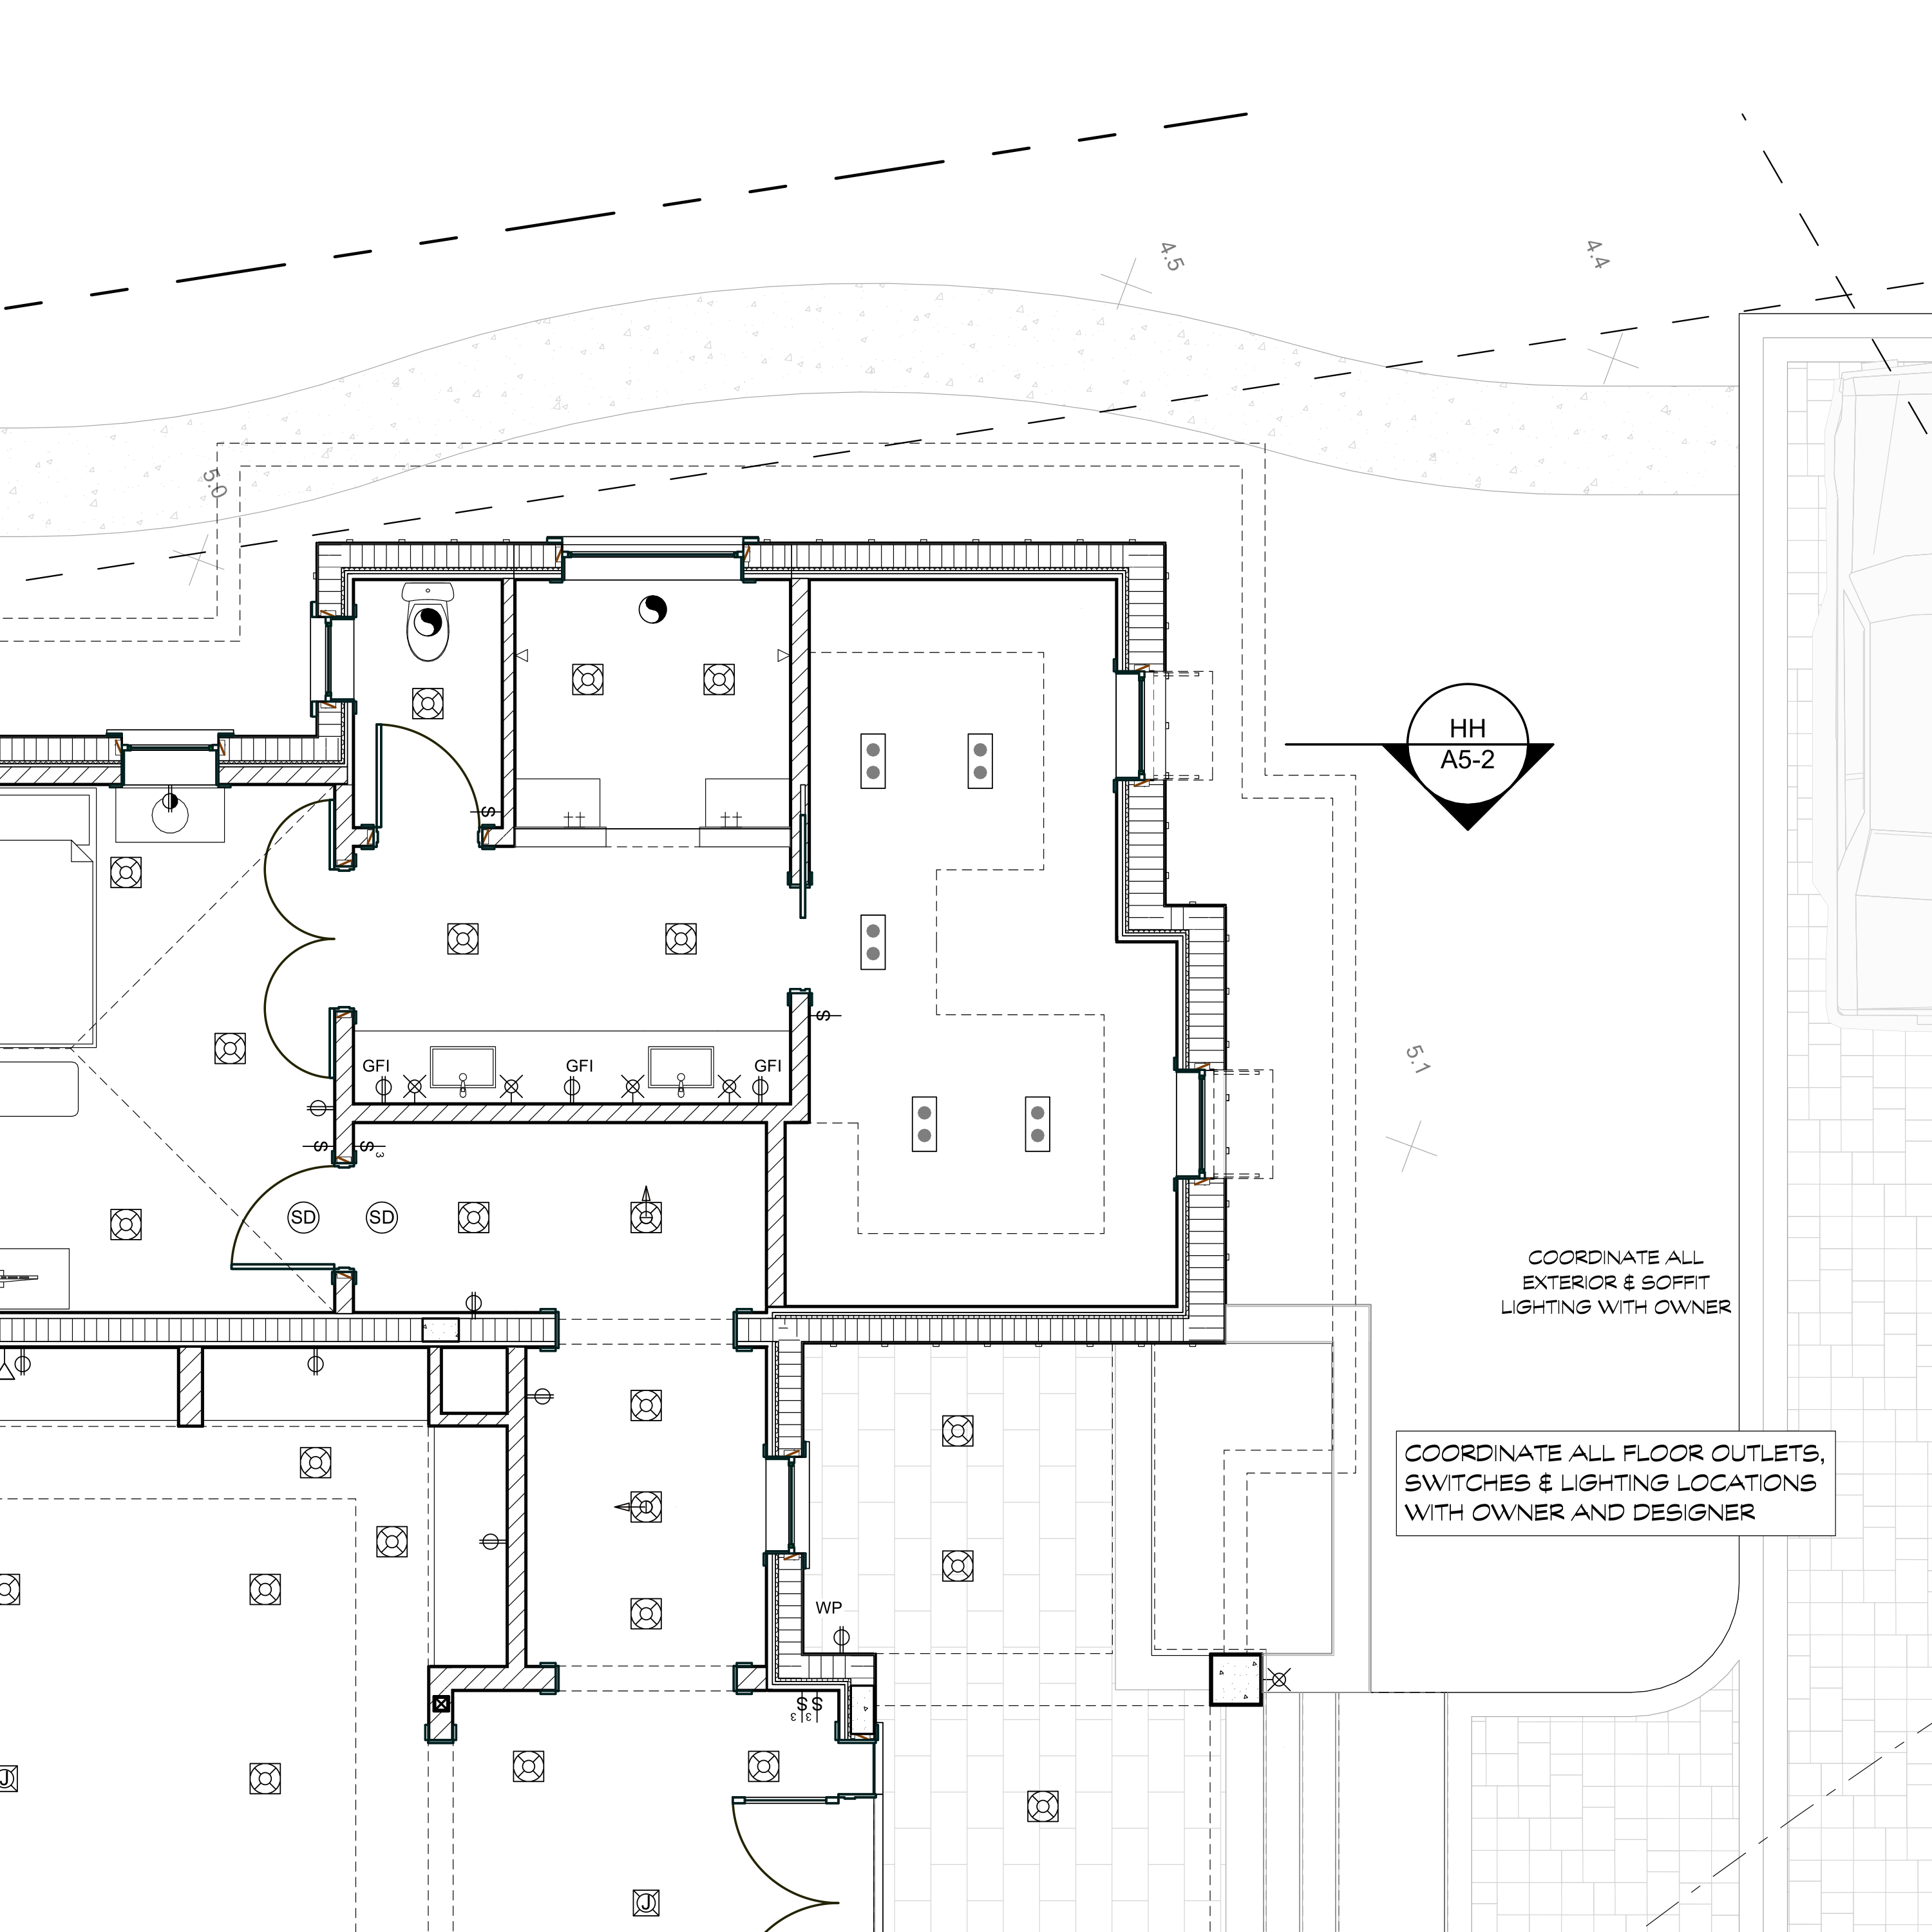 4.5
4.4
5.0
HH
A5-2
S
S
GFI
GFI
GFI
5.1
S
S
3
SD
SD
COORDINATE ALL
EXTERIOR & SOFFIT
LIGHTING WITH OWNER
COORDINATE ALL FLOOR OUTLETS,
SWITCHES & LIGHTING LOCATIONS
WITH OWNER AND DESIGNER
WP
S S
3 3
J
J